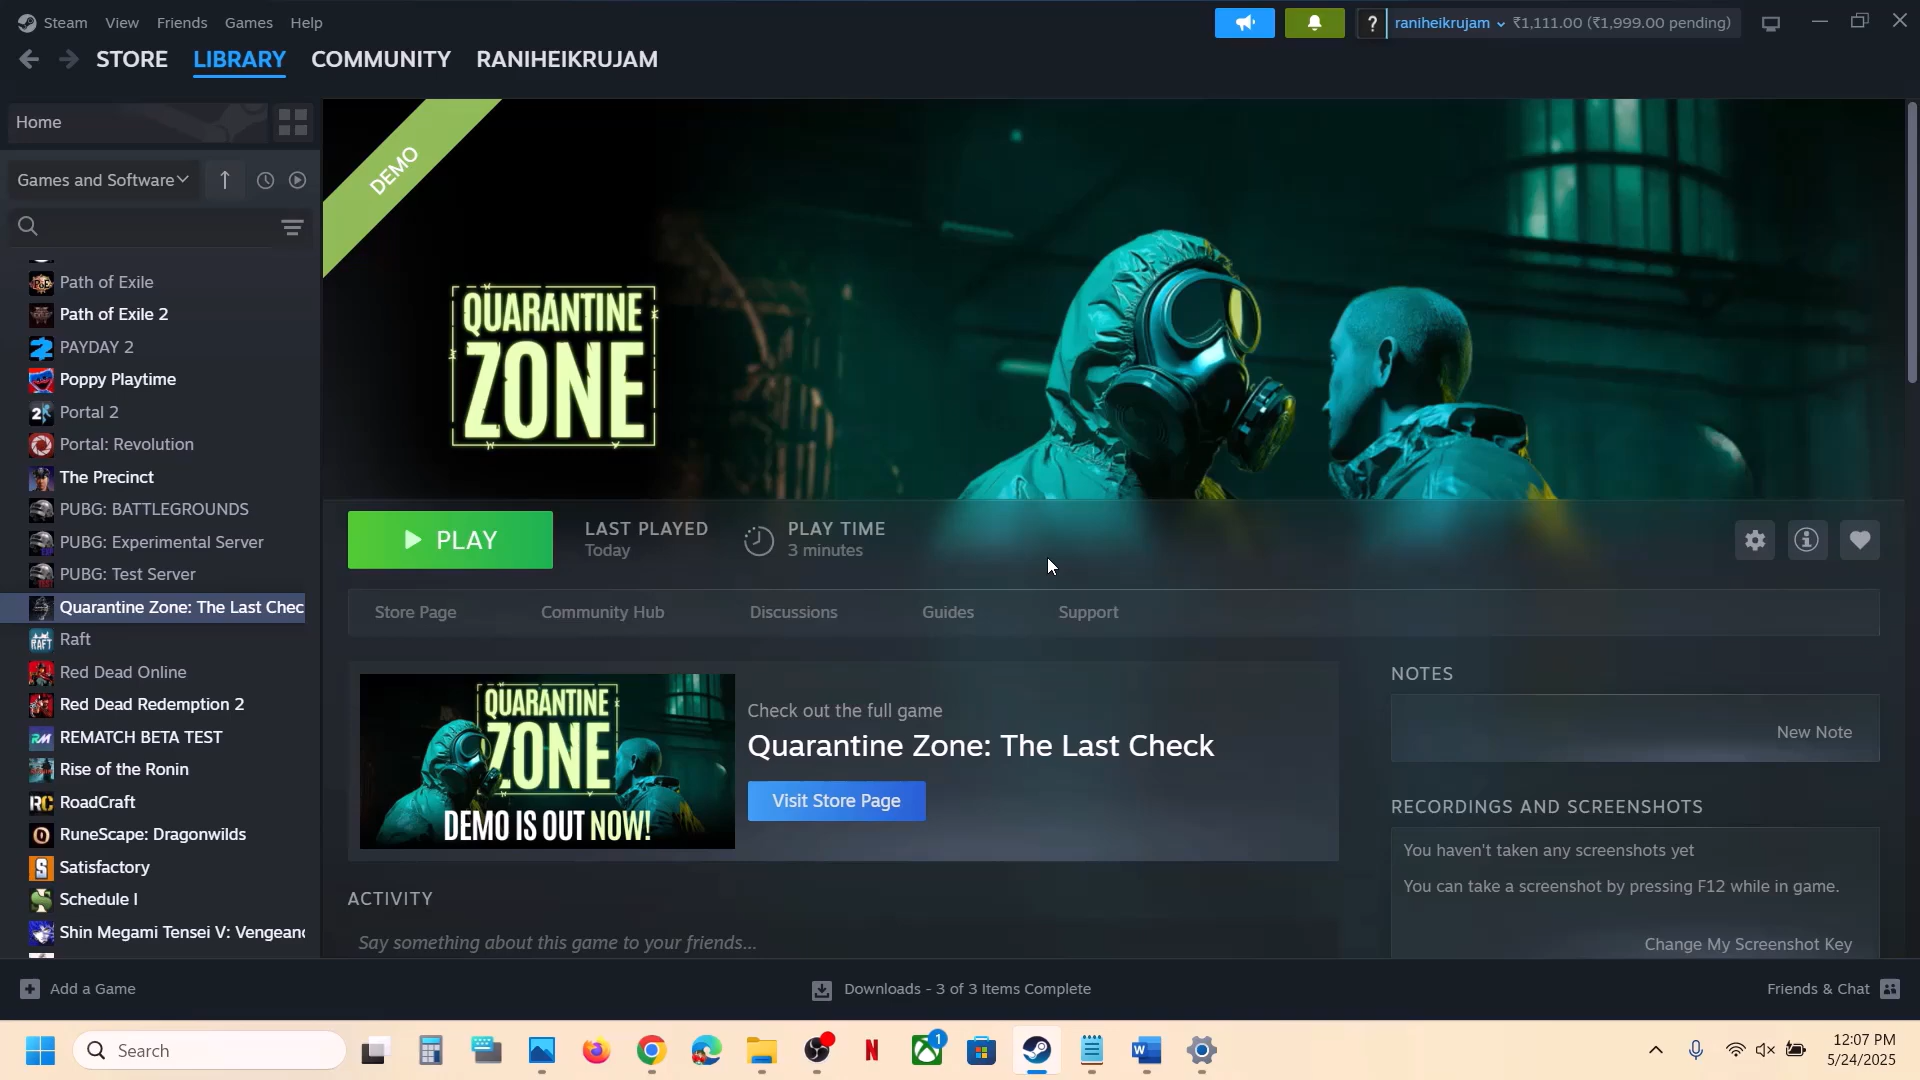 Steam View Friends Games Help
? raniheikrujam ₹1,111.00 (₹1,999.00 pending)
STORE LIBRARY COMMUNITY RANIHEIKRUJAM
Home
Games and Software
DEMO
QUARANTINE
ZONE
Path of Exile
Path of Exile 2
PAYDAY 2
Poppy Playtime
Portal 2
Portal: Revolution
The Precinct
PUBG: BATTLEGROUNDS
PUBG: Experimental Server
PUBG: Test Server
Quarantine Zone: The Last Chec
Raft
Red Dead Online
Red Dead Redemption 2
REMATCH BETA TEST
Rise of the Ronin
RoadCraft
RuneScape: Dragonwilds
Satisfactory
Schedule I
Shin Megami Tensei V: Vengeanc
PLAY
LAST PLAYED
Today
PLAY TIME
3 minutes
Store Page Community Hub Discussions Guides Support
QUARANTINE
ZONE
DEMO IS OUT NOW!
Check out the full game
Quarantine Zone: The Last Check
Visit Store Page
NOTES
New Note
RECORDINGS AND SCREENSHOTS
You haven't taken any screenshots yet
You can take a screenshot by pressing F12 while in game.
Change My Screenshot Key
ACTIVITY
Say something about this game to your friends...
Add a Game
Downloads - 3 of 3 Items Complete
Friends & Chat
Search
1
12:07 PM
5/24/2025